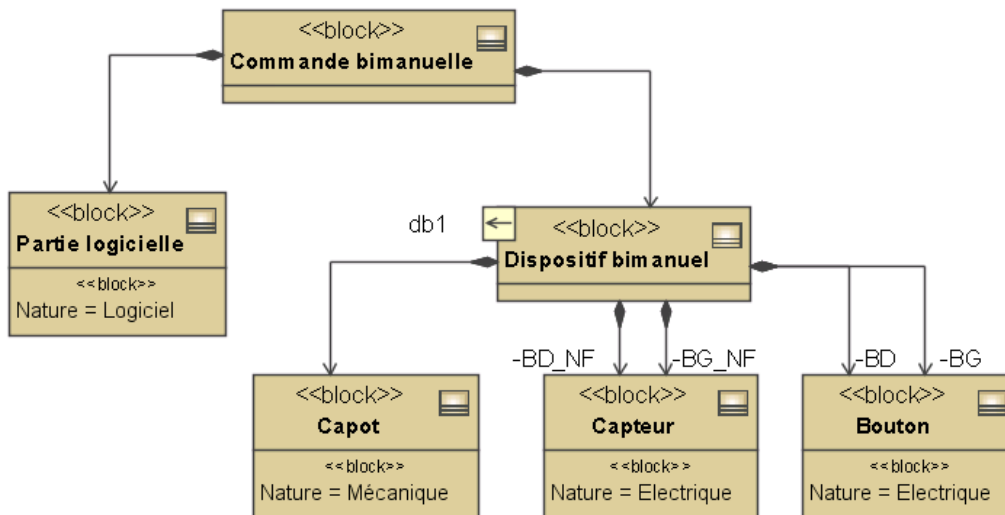 <<block>>
Commande bimanuelle
<<block>>
Partie logicielle
<<block>>
Nature = Logiciel
db1
<<block>>
Dispositif bimanuel
-BD_NF
-BG_NF
-BD
-BG
<<block>>
Capot
<<block>>
Nature = Mécanique
<<block>>
Capteur
<<block>>
Nature = Electrique
<<block>>
Bouton
<<block>>
Nature = Electrique